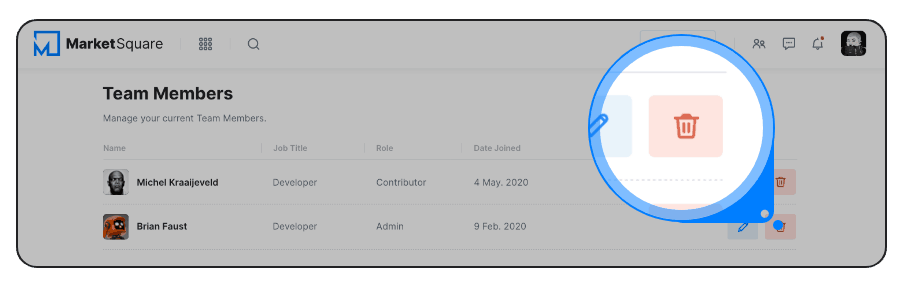 MarketSquare
Team Members
Manage your current Team Members.
Name Job Title Role Date Joined
Michel Kraaijeveld Developer Contributor 4 May. 2020
Brian Faust Developer Admin 9 Feb. 2020